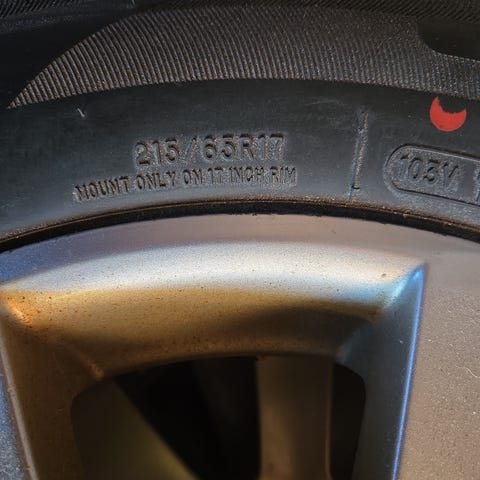 215/65R17
MOUNT ONLY ON 17 INCH RIM
103V